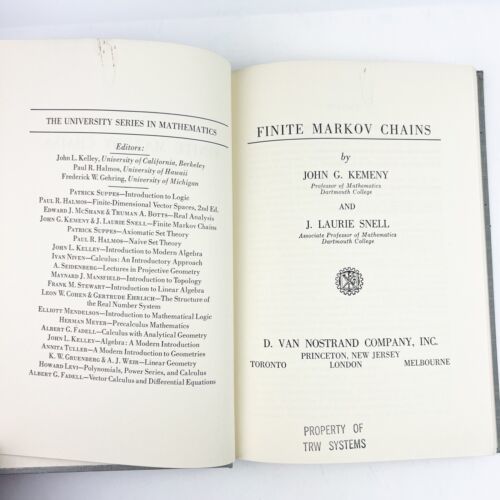 THE UNIVERSITY SERIES IN MATHEMATICS
Editors:
John L. Kelley, University of California, Berkeley
Paul R. Halmos, University of Hawaii
Frederick W. Gehring, University of Michigan
PATRICK SUPPES—Introduction to Logic
PAUL R. HALMOS—Finite-Dimensional Vector Spaces, 2nd Ed.
EDWARD J. MCSHANE & TRUMAN A. BOTTS—Real Analysis
JOHN G. KEMENY & J. LAURIE SNELL—Finite Markov Chains
PATRICK SUPPES—Axiomatic Set Theory
PAUL R. HALMOS—Naive Set Theory
JOHN L. KELLEY—Introduction to Modern Algebra
IVAN NIVEN—Calculus: An Introductory Approach
A. SEIDENBERG—Lectures in Projective Geometry
MAYNARD J. MANSFIELD—Introduction to Topology
FRANK M. STEWART—Introduction to Linear Algebra
LEON W. COHEN & GERTRUDE EHRLICH—The Structure of
the Real Number System
ELLIOTT MENDELSON—Introduction to Mathematical Logic
HERMAN MEYER—Precalculus Mathematics
ALBERT G. FADELL—Calculus with Analytical Geometry
JOHN L. KELLEY—Algebra: A Modern Introduction
ANNITA TULLER—A Modern Introduction to Geometries
K. W. GRUENBERG & A. J. WEIR—Linear Geometry
HOWARD LEVI—Polynomials, Power Series, and Calculus
ALBERT G. FADELL—Vector Calculus and Differential Equations
FINITE MARKOV CHAINS
by
JOHN G. KEMENY
Professor of Mathematics
Dartmouth College
AND
J. LAURIE SNELL
Associate Professor of Mathematics
Dartmouth College
D. VAN NOSTRAND COMPANY, INC.
PRINCETON, NEW JERSEY
TORONTO LONDON MELBOURNE
PROPERTY OF
TRW SYSTEMS